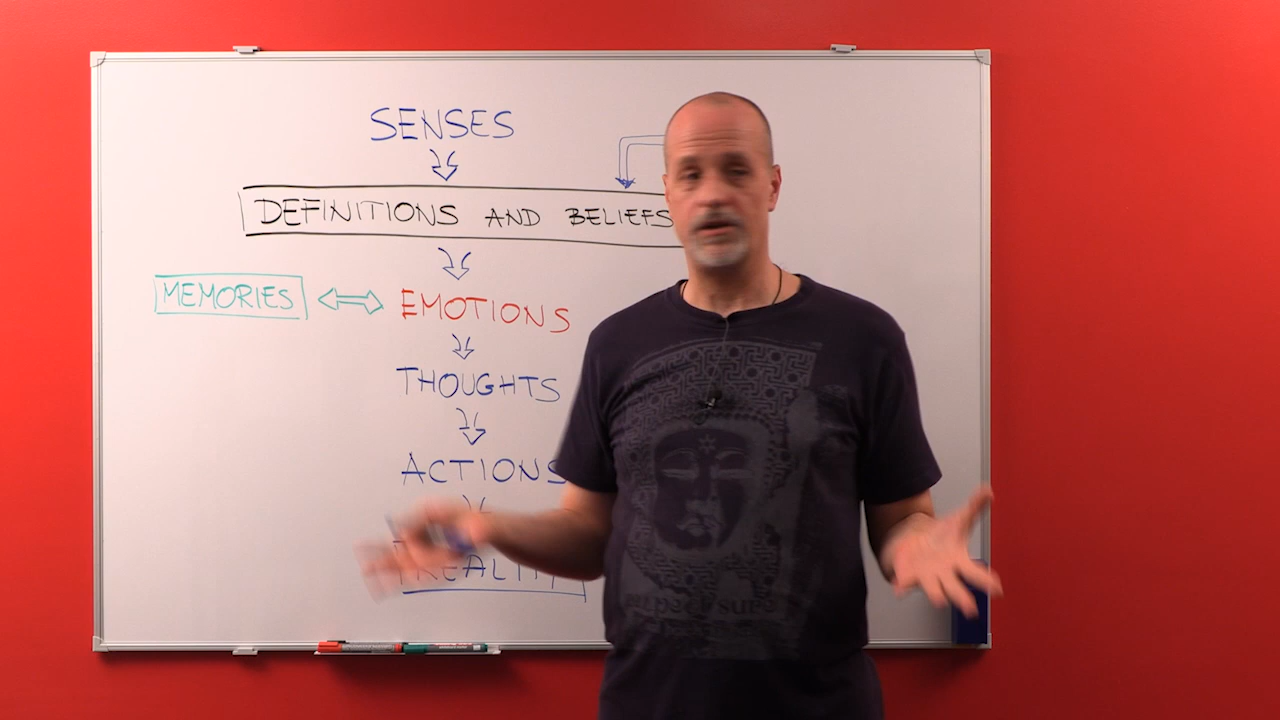 SENSES
DEFINITIONS AND BELIEFS
MEMORIES EMOTIONS
THOUGHTS
ACTIONS
REALITY